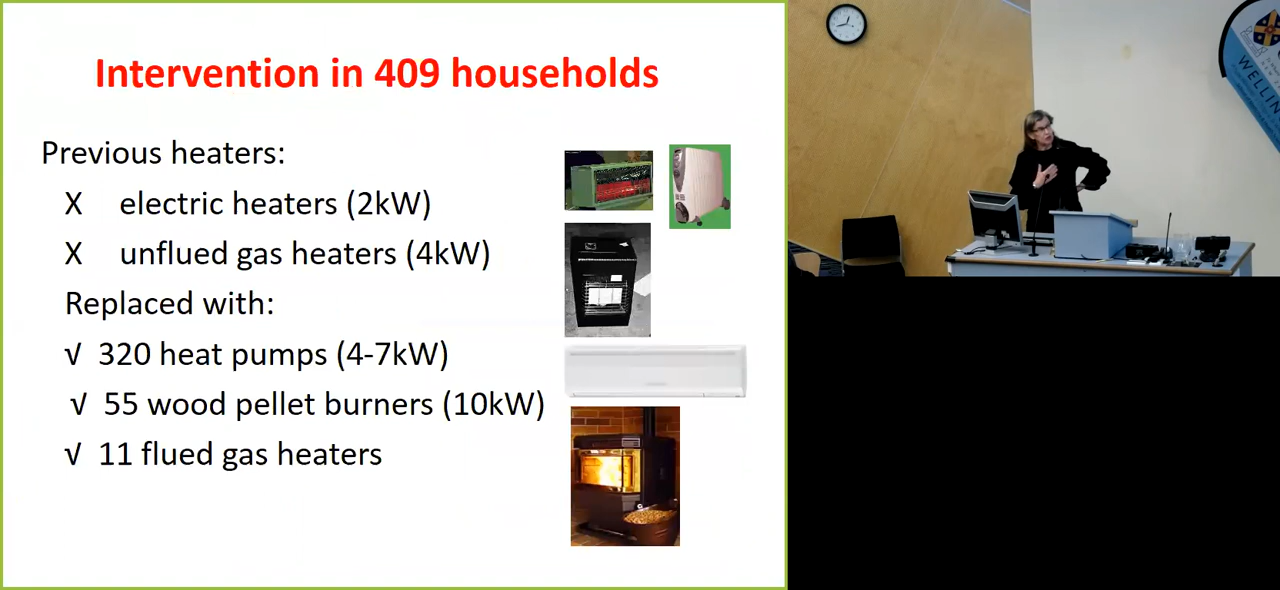 Intervention in 409 households
Previous heaters:
X electric heaters (2kW)
X unflued gas heaters (4kW)
Replaced with:
√ 320 heat pumps (4-7kW)
√ 55 wood pellet burners (10kW)
√ 11 flued gas heaters
WELLIN